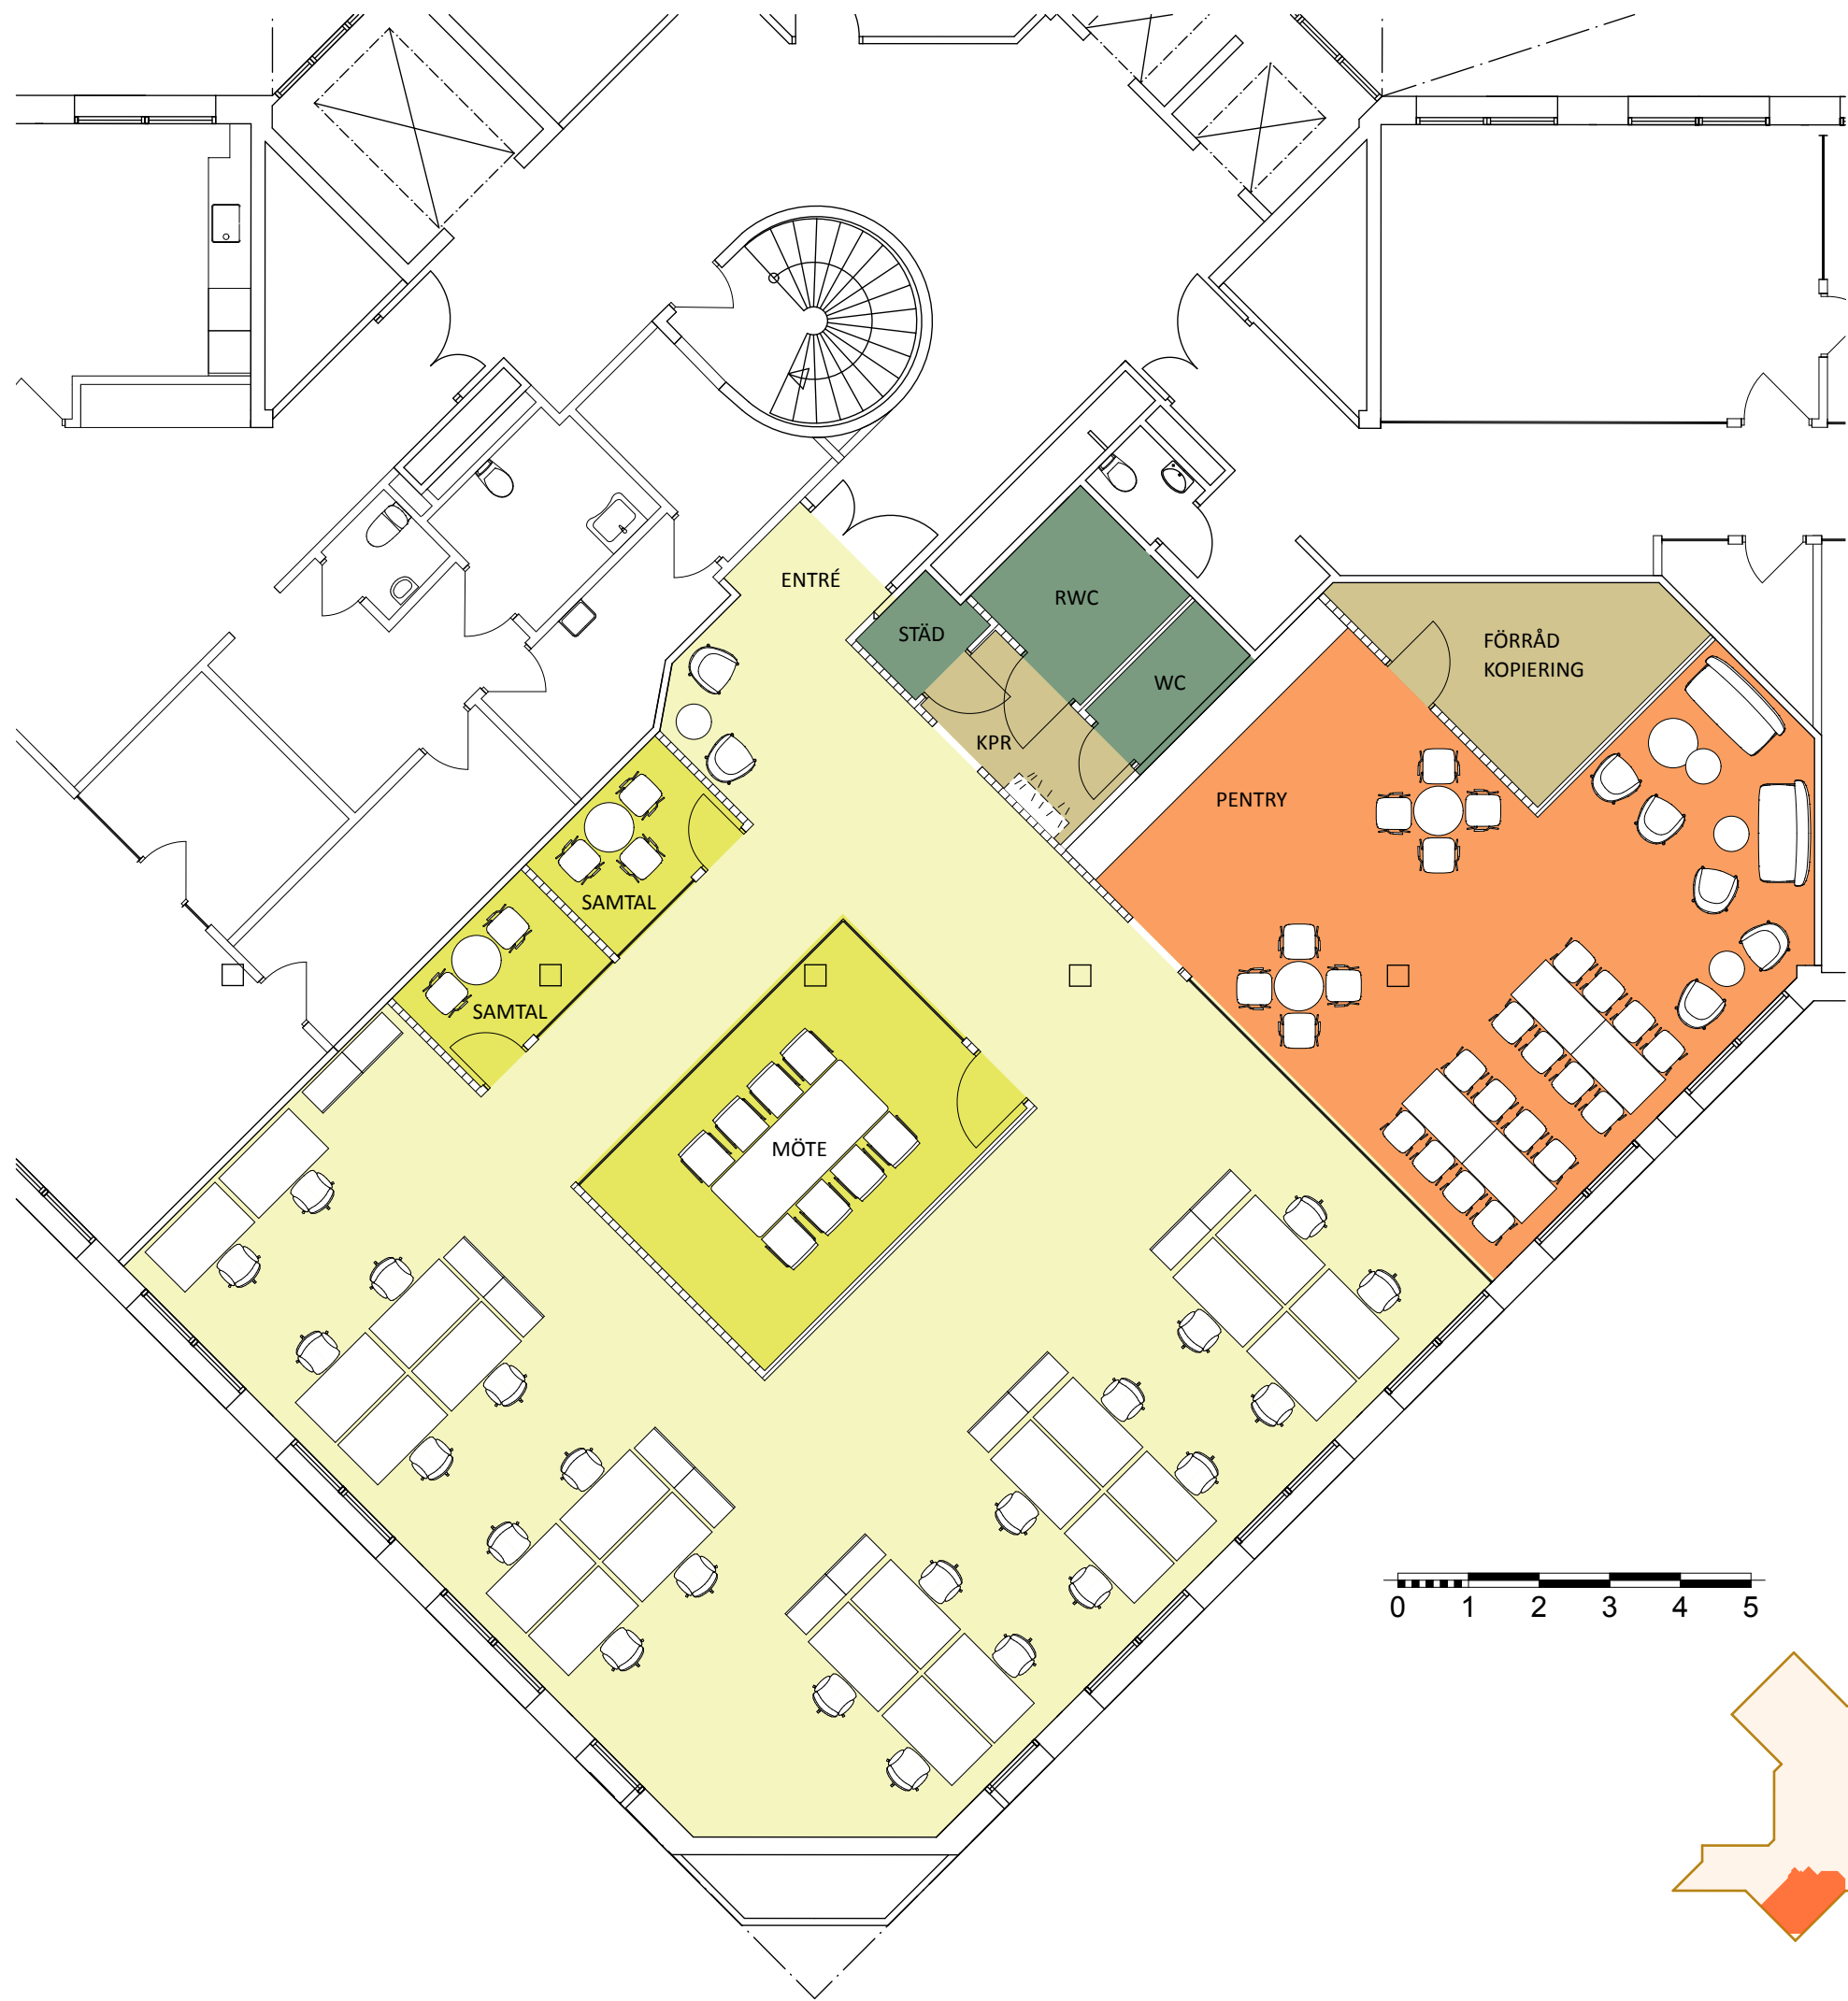 ENTRÉ
RWC
STÄD
FÖRRÅD
KOPIERING
WC
KPR
PENTRY
SAMTAL
SAMTAL
MÖTE
0 1 2 3 4 5